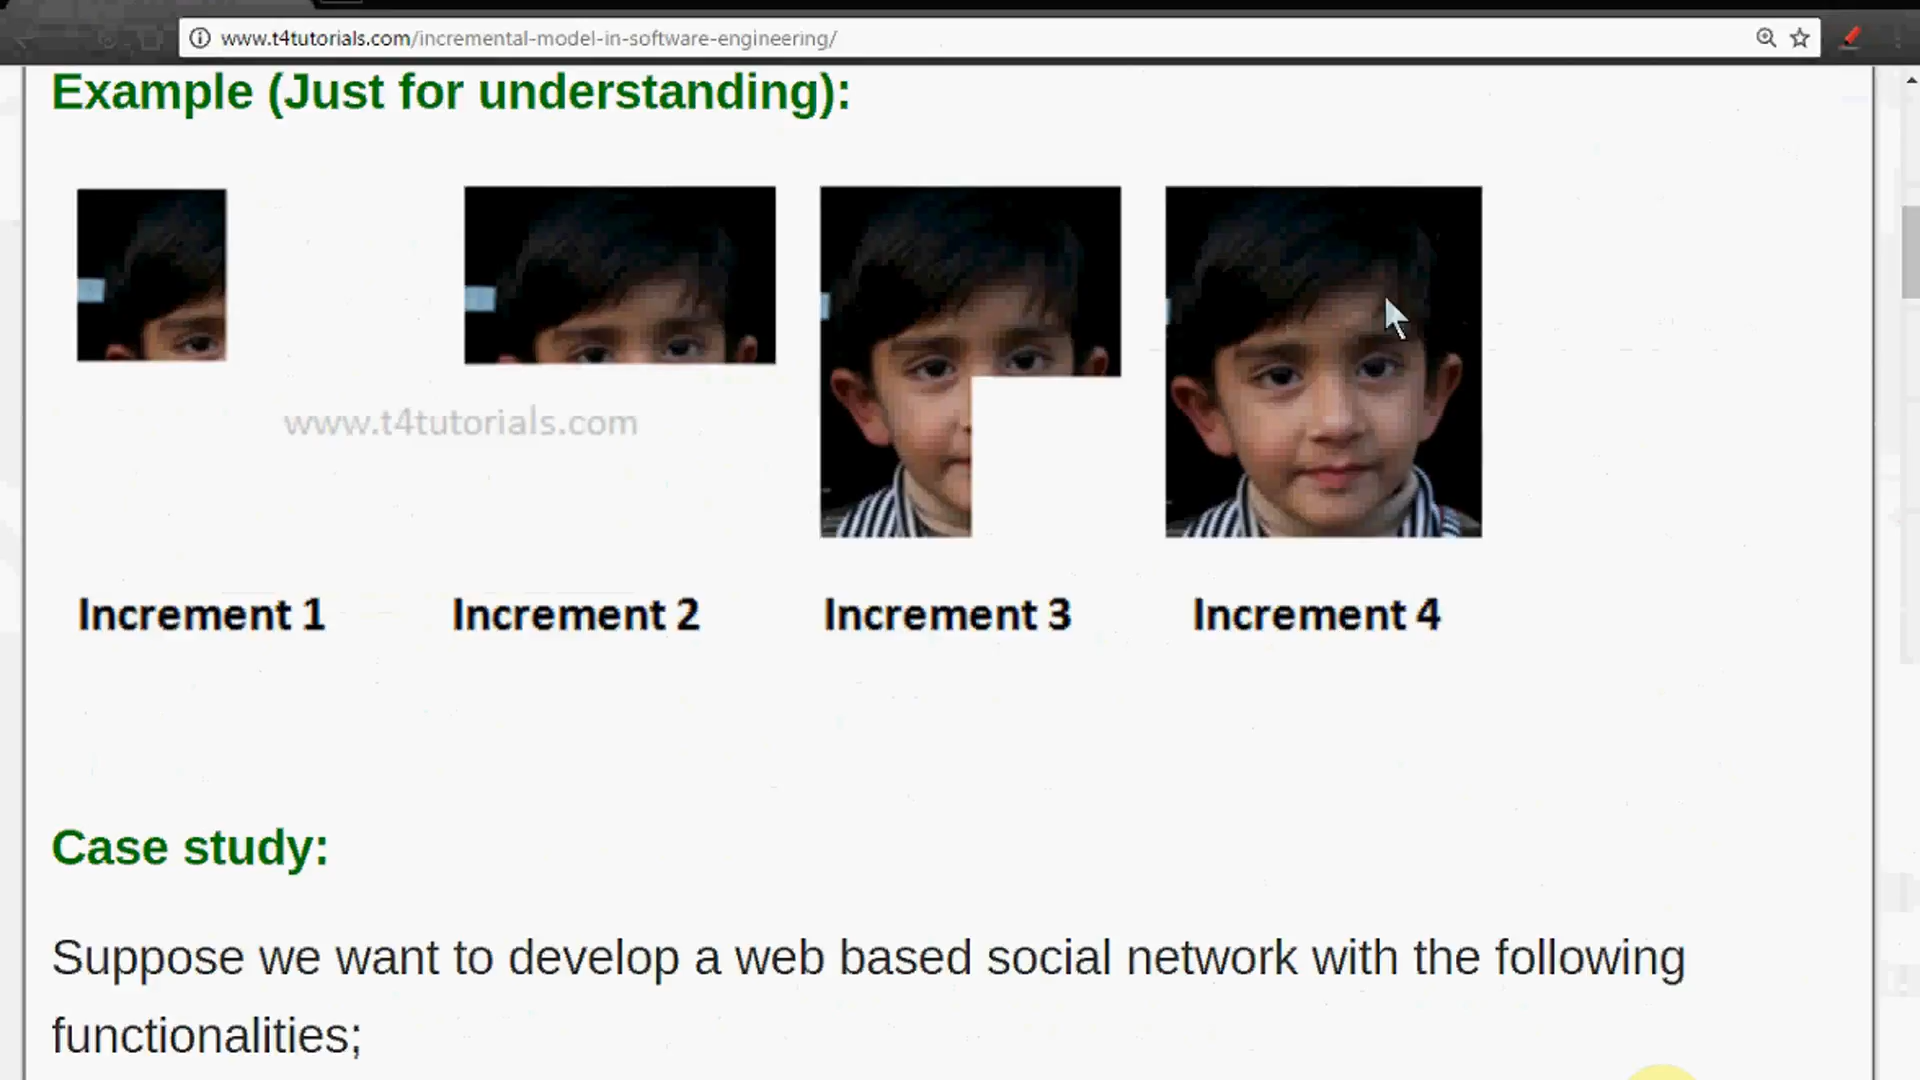 www.t4tutorials.com/incremental-model-in-software-engineering/
Example (Just for understanding):
www.t4tutorials.com
Increment 1 Increment 2 Increment 3 Increment 4
Case study:
Suppose we want to develop a web based social network with the following
functionalities;